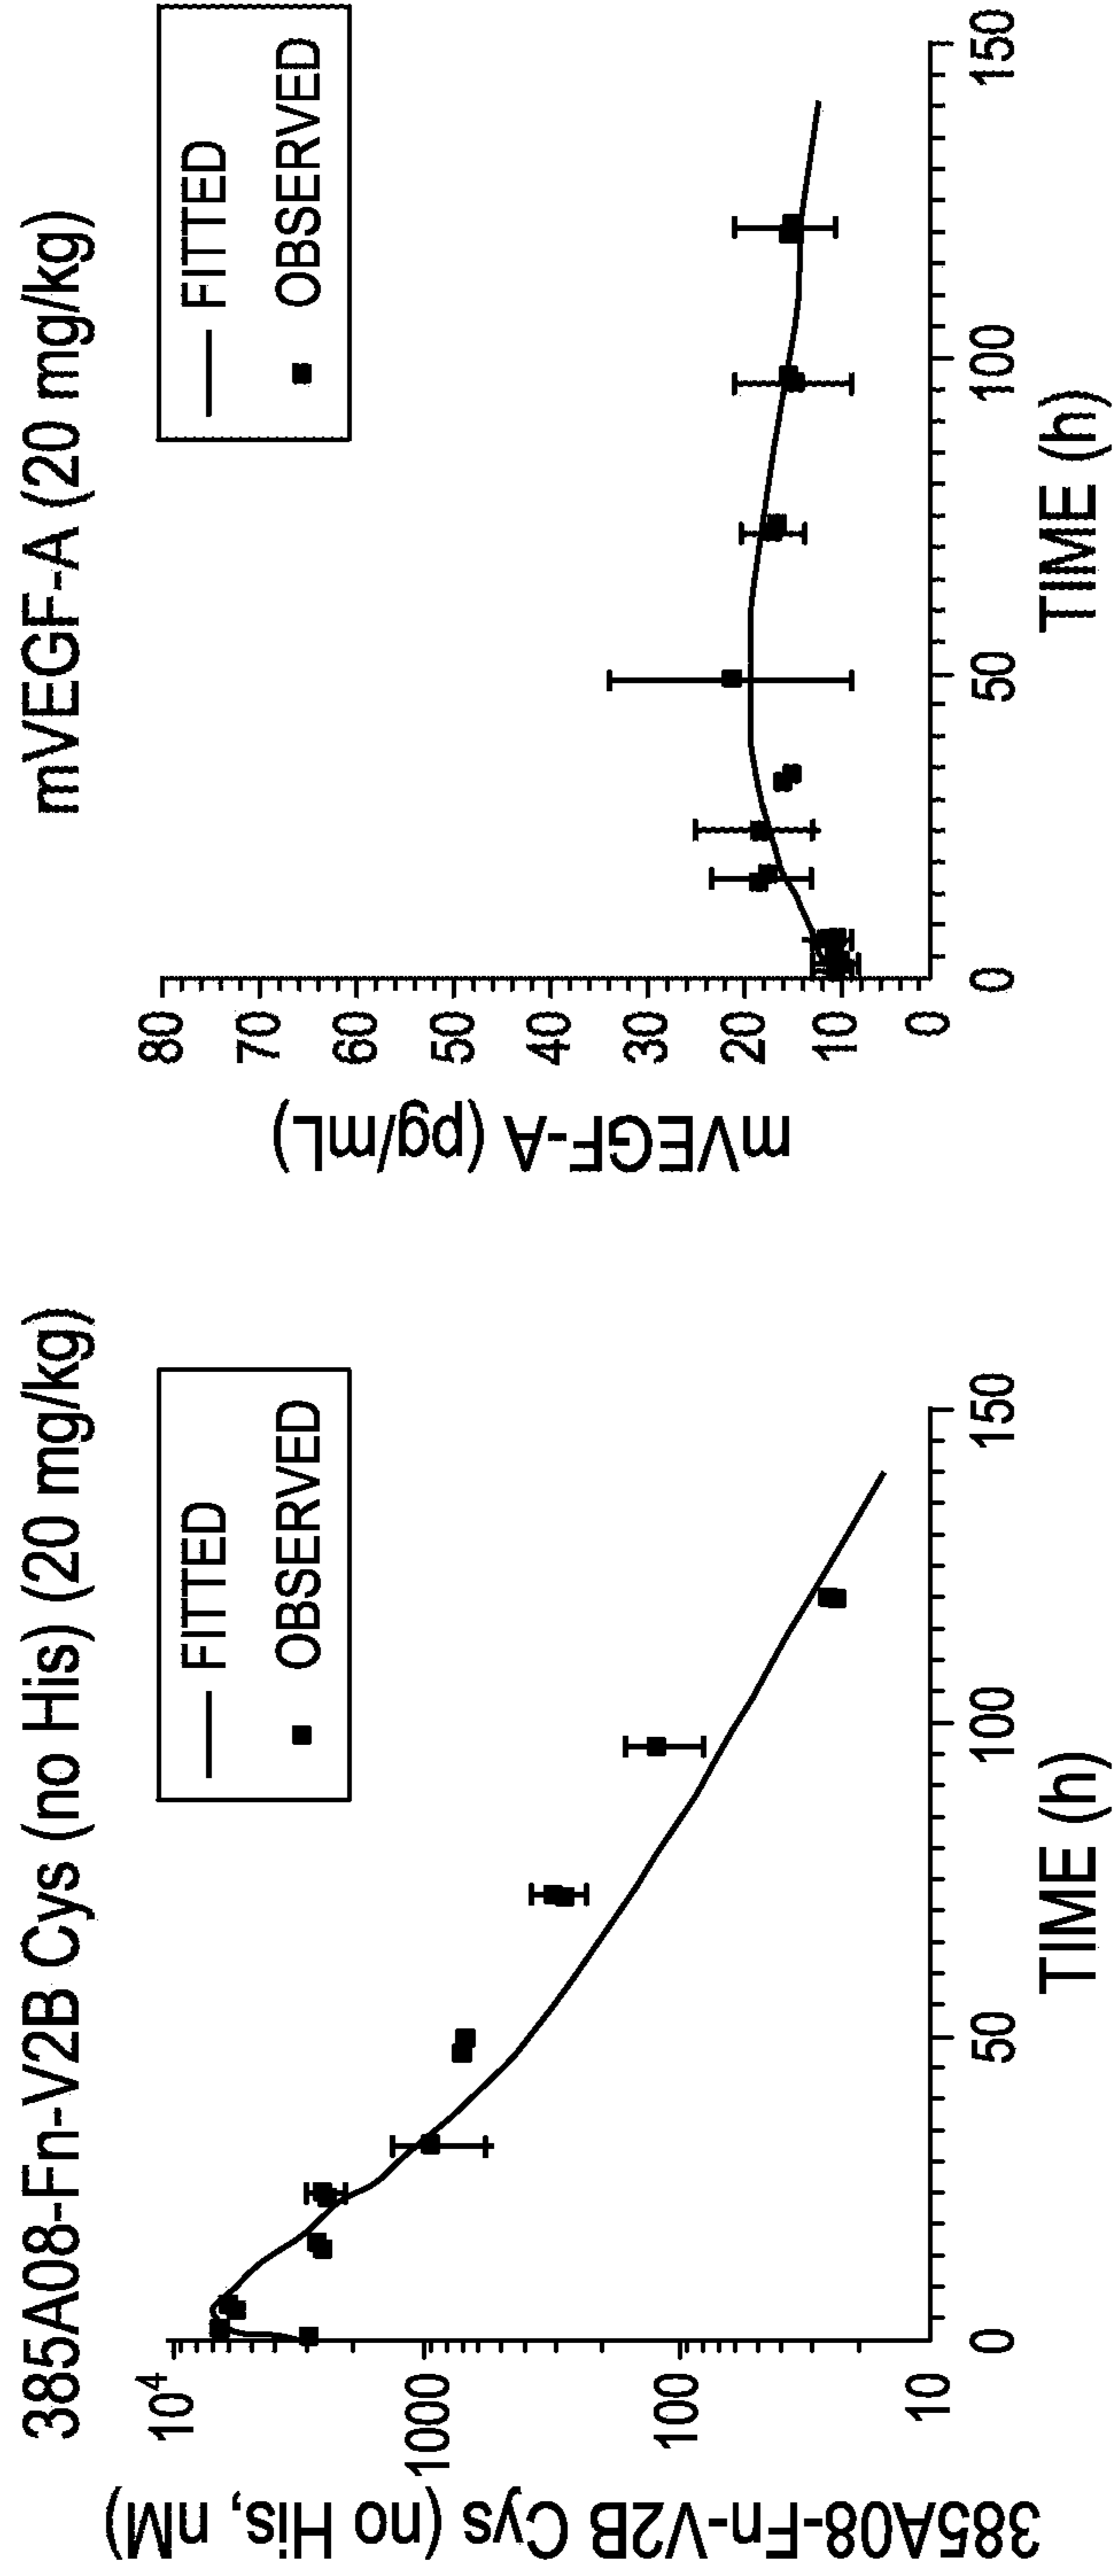 385A08-Fn-V2B Cys (no His) (20 mg/kg)
385A08-Fn-V2B Cys (no His, nM)
10⁴
1000
100
10
FITTED
OBSERVED
0
50
100
150
TIME (h)
mVEGF-A (20 mg/kg)
mVEGF-A (pg/mL)
80
70
60
50
40
30
20
10
0
FITTED
OBSERVED
0
50
100
150
TIME (h)